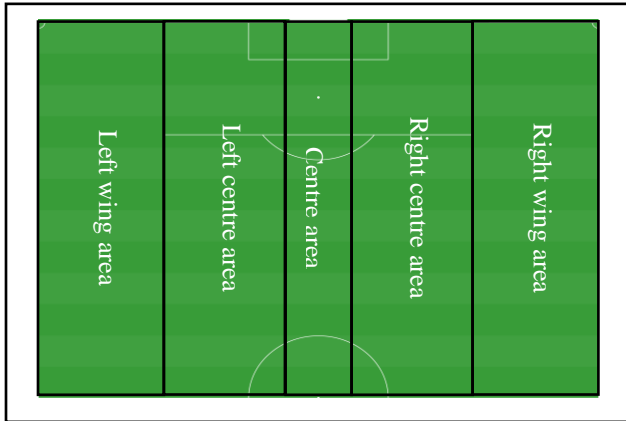 Left wing area
Left centre area
Centre area
Right centre area
Right wing area